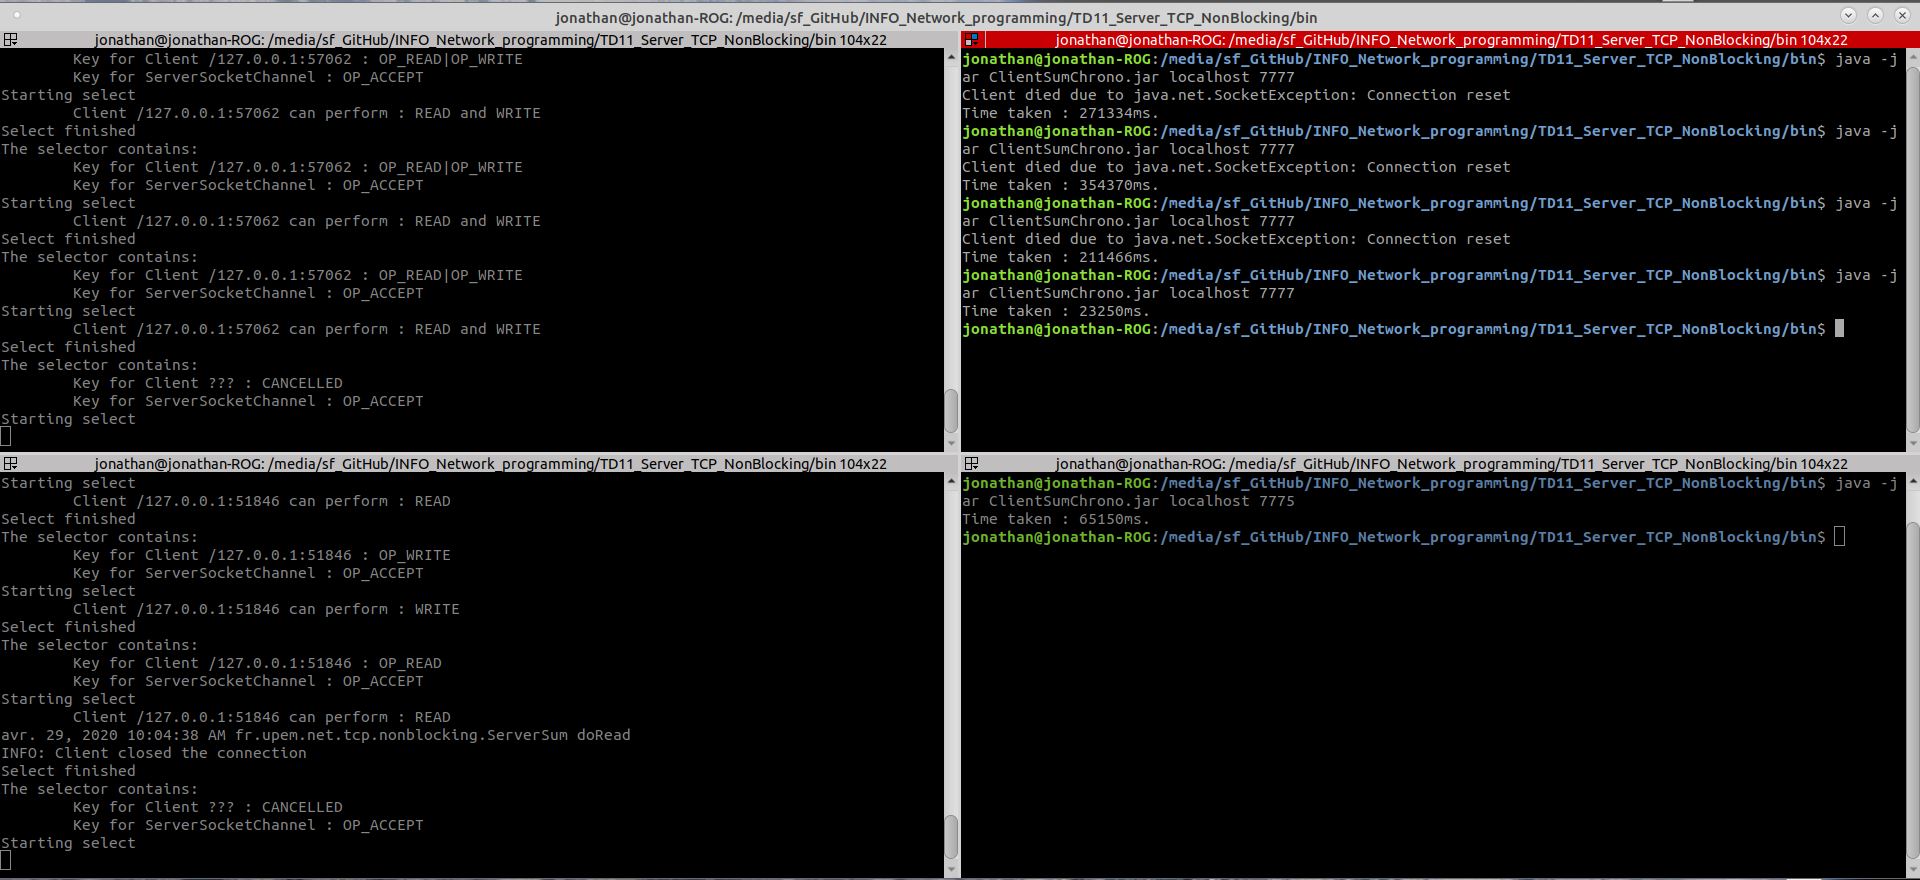 jonathan@jonathan-ROG: /media/sf_GitHub/INFO_Network_programming/TD11_Server_TCP_NonBlocking/bin
jonathan@jonathan-ROG: /media/sf_GitHub/INFO_Network_programming/TD11_Server_TCP_NonBlocking/bin 104x22
Key for Client /127.0.0.1:57062 : OP_READ|OP_WRITE
Key for ServerSocketChannel : OP_ACCEPT
Starting select
Client /127.0.0.1:57062 can perform : READ and WRITE
Select finished
The selector contains:
Key for Client /127.0.0.1:57062 : OP_READ|OP_WRITE
Key for ServerSocketChannel : OP_ACCEPT
Starting select
Client /127.0.0.1:57062 can perform : READ and WRITE
Select finished
The selector contains:
Key for Client /127.0.0.1:57062 : OP_READ|OP_WRITE
Key for ServerSocketChannel : OP_ACCEPT
Starting select
Client /127.0.0.1:57062 can perform : READ and WRITE
Select finished
The selector contains:
Key for Client ??? : CANCELLED
Key for ServerSocketChannel : OP_ACCEPT
Starting select
jonathan@jonathan-ROG: /media/sf_GitHub/INFO_Network_programming/TD11_Server_TCP_NonBlocking/bin 104x22
jonathan@jonathan-ROG:/media/sf_GitHub/INFO_Network_programming/TD11_Server_TCP_NonBlocking/bin$ java -j
ar ClientSumChrono.jar localhost 7777
Client died due to java.net.SocketException: Connection reset
Time taken : 271334ms.
jonathan@jonathan-ROG:/media/sf_GitHub/INFO_Network_programming/TD11_Server_TCP_NonBlocking/bin$ java -j
ar ClientSumChrono.jar localhost 7777
Client died due to java.net.SocketException: Connection reset
Time taken : 354370ms.
jonathan@jonathan-ROG:/media/sf_GitHub/INFO_Network_programming/TD11_Server_TCP_NonBlocking/bin$ java -j
ar ClientSumChrono.jar localhost 7777
Client died due to java.net.SocketException: Connection reset
Time taken : 211466ms.
jonathan@jonathan-ROG:/media/sf_GitHub/INFO_Network_programming/TD11_Server_TCP_NonBlocking/bin$ java -j
ar ClientSumChrono.jar localhost 7777
Time taken : 23250ms.
jonathan@jonathan-ROG:/media/sf_GitHub/INFO_Network_programming/TD11_Server_TCP_NonBlocking/bin$
jonathan@jonathan-ROG: /media/sf_GitHub/INFO_Network_programming/TD11_Server_TCP_NonBlocking/bin 104x22
Starting select
Client /127.0.0.1:51846 can perform : READ
Select finished
The selector contains:
Key for Client /127.0.0.1:51846 : OP_WRITE
Key for ServerSocketChannel : OP_ACCEPT
Starting select
Client /127.0.0.1:51846 can perform : WRITE
Select finished
The selector contains:
Key for Client /127.0.0.1:51846 : OP_READ
Key for ServerSocketChannel : OP_ACCEPT
Starting select
Client /127.0.0.1:51846 can perform : READ
avr. 29, 2020 10:04:38 AM fr.upem.net.tcp.nonblocking.ServerSum doRead
INFO: Client closed the connection
Select finished
The selector contains:
Key for Client ??? : CANCELLED
Key for ServerSocketChannel : OP_ACCEPT
Starting select
jonathan@jonathan-ROG: /media/sf_GitHub/INFO_Network_programming/TD11_Server_TCP_NonBlocking/bin 104x22
jonathan@jonathan-ROG:/media/sf_GitHub/INFO_Network_programming/TD11_Server_TCP_NonBlocking/bin$ java -j
ar ClientSumChrono.jar localhost 7775
Time taken : 65150ms.
jonathan@jonathan-ROG:/media/sf_GitHub/INFO_Network_programming/TD11_Server_TCP_NonBlocking/bin$